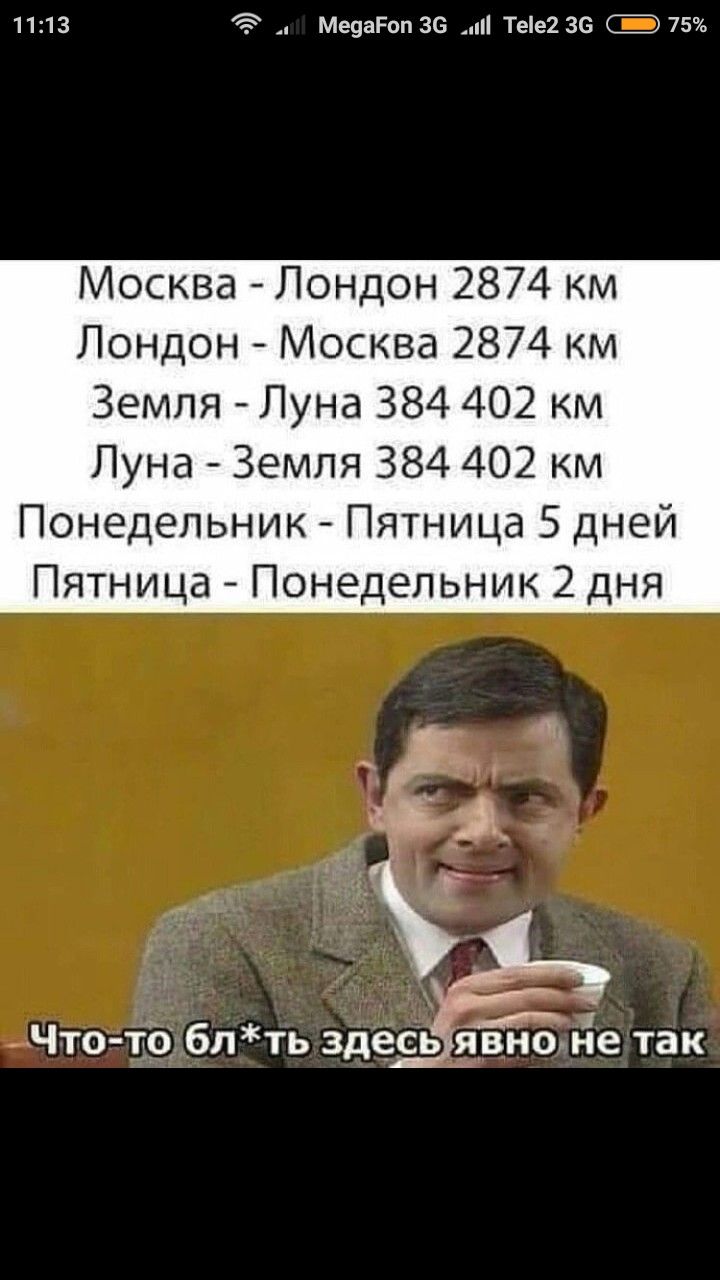 11:13 MegaFon 3G Tele2 3G 75%
Москва - Лондон 2874 км
Лондон - Москва 2874 км
Земля - Луна 384 402 км
Луна - Земля 384 402 км
Понедельник - Пятница 5 дней
Пятница - Понедельник 2 дня
Что-то бл*ть здесь явно не так